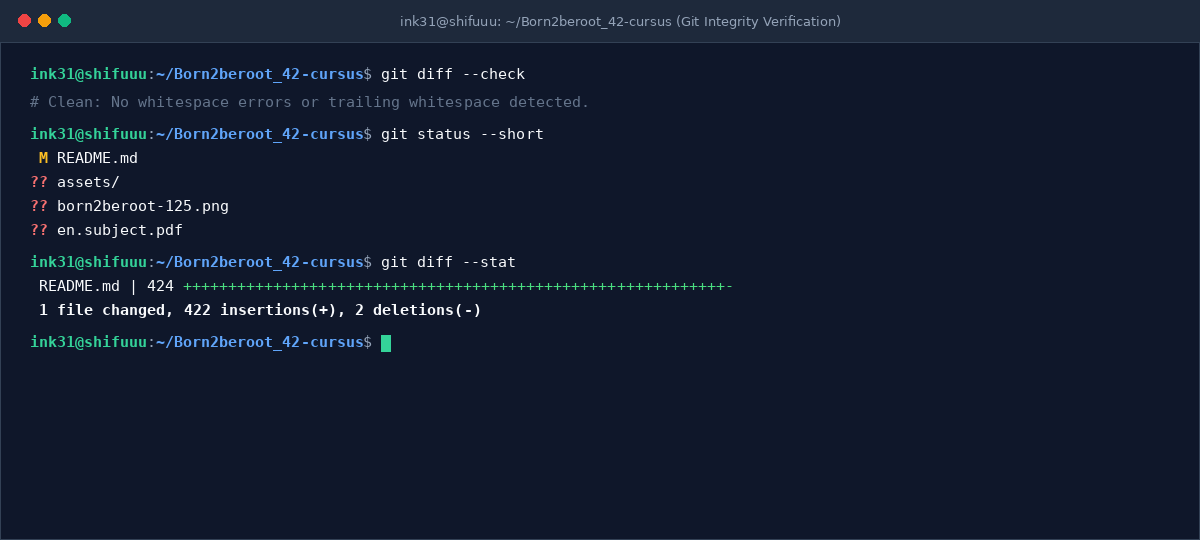 ink31@shifuuu: ~/Born2beroot_42-cursus (Git Integrity Verification)
ink31@shifuuu:~/Born2beroot_42-cursus$ git diff --check
# Clean: No whitespace errors or trailing whitespace detected.
ink31@shifuuu:~/Born2beroot_42-cursus$ git status --short
 M README.md
?? assets/
?? born2beroot-125.png
?? en.subject.pdf
ink31@shifuuu:~/Born2beroot_42-cursus$ git diff --stat
 README.md | 424 ++++++++++++++++++++++++++++++++++++++++++++++++++++++++++++-
 1 file changed, 422 insertions(+), 2 deletions(-)
ink31@shifuuu:~/Born2beroot_42-cursus$